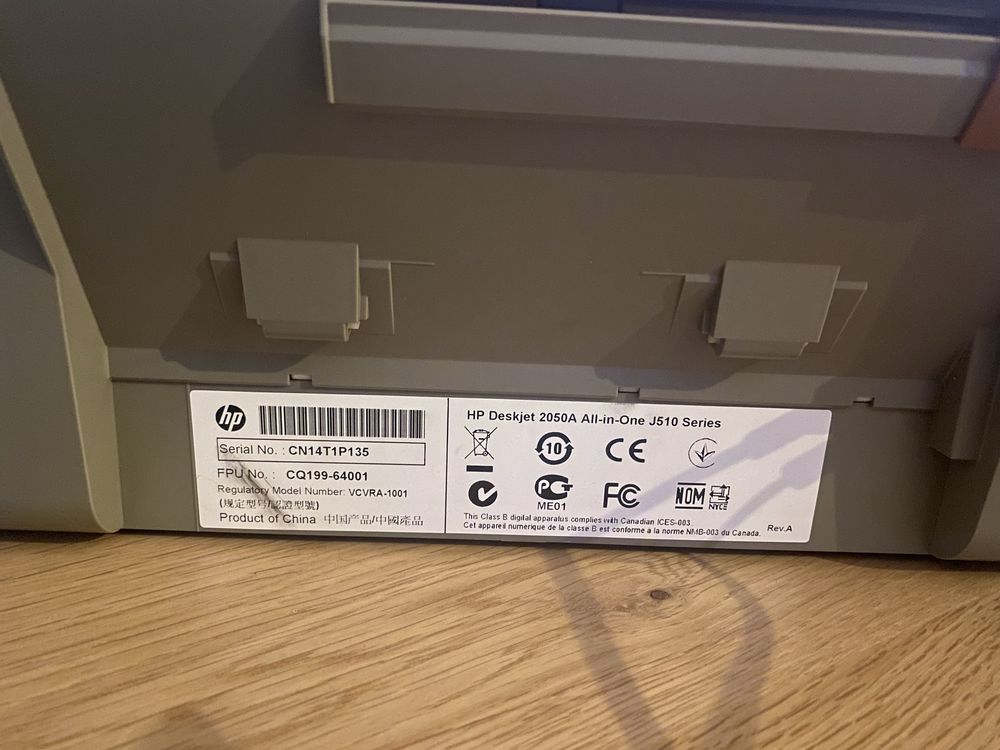 hp
Serial No. : CN14T1P135
FPU No. : CQ199-64001
Regulatory Model Number: VCVRA-1001
(规定型号/認證型號)
Product of China 中国产品/中國產品
HP Deskjet 2050A All-in-One J510 Series
10
CE
PG
ME01
FC
NOM
NYCE
This Class B digital apparatus complies with Canadian ICES-003.
Cet appareil numerique de la classe B est conforme à la norme NMB-003 du Canada.
Rev.A